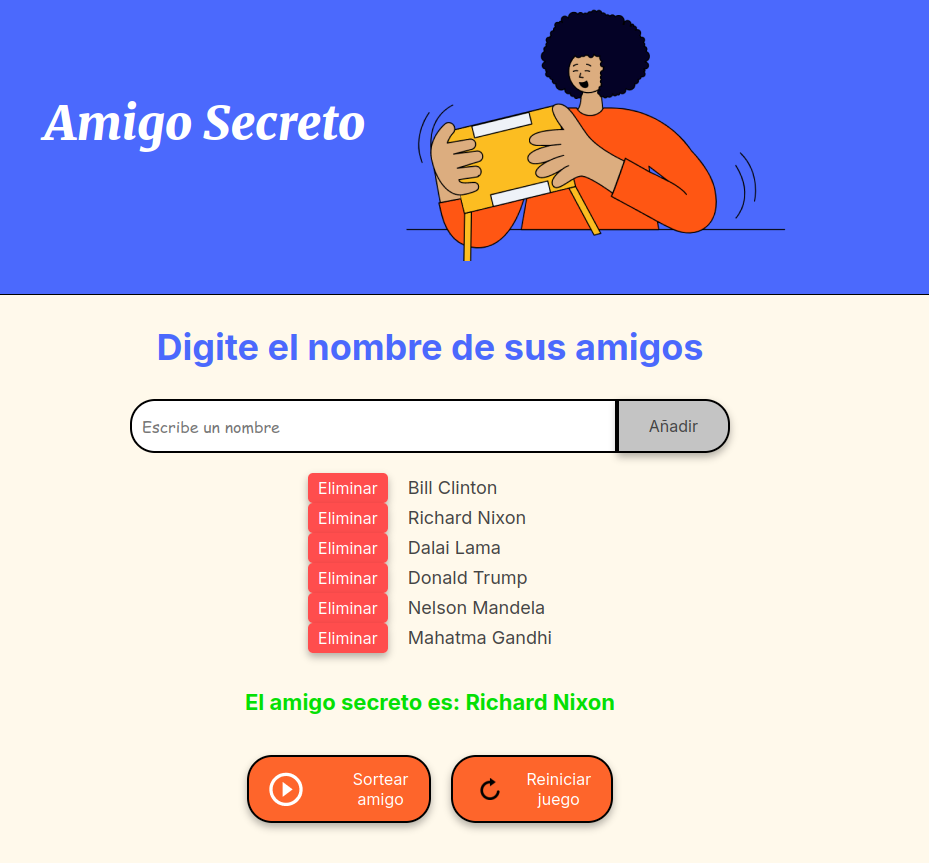 Amigo Secreto
Digite el nombre de sus amigos
Escribe un nombre
Añadir
Eliminar Bill Clinton
Eliminar Richard Nixon
Eliminar Dalai Lama
Eliminar Donald Trump
Eliminar Nelson Mandela
Eliminar Mahatma Gandhi
El amigo secreto es: Richard Nixon
Sortear
amigo
Reiniciar
juego